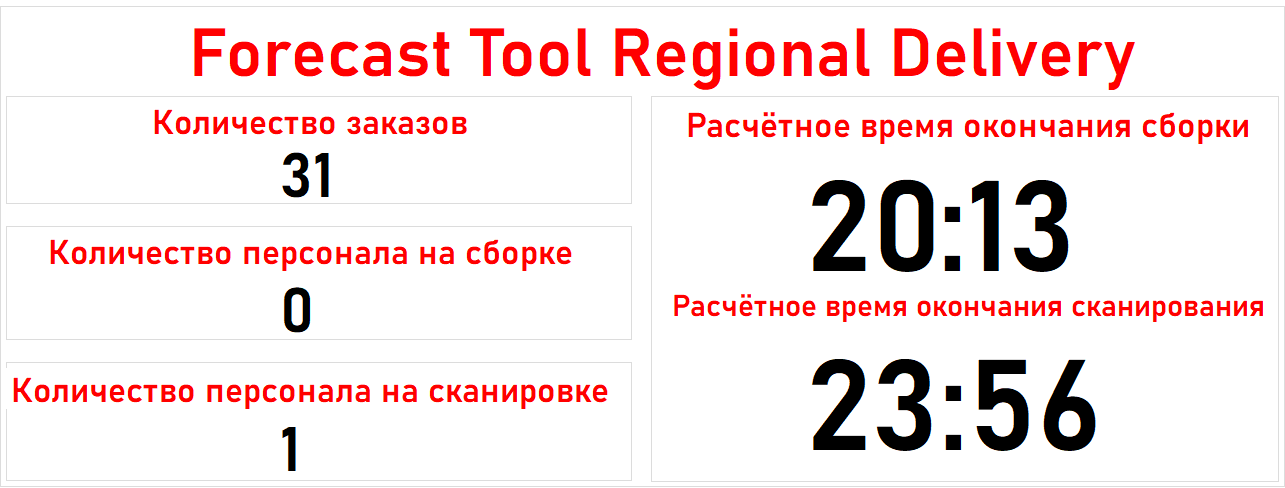 Forecast Tool Regional Delivery
Количество заказов
31
Количество персонала на сборке
0
Количество персонала на сканировке
1
Расчётное время окончания сборки
20:13
Расчётное время окончания сканирования
23:56